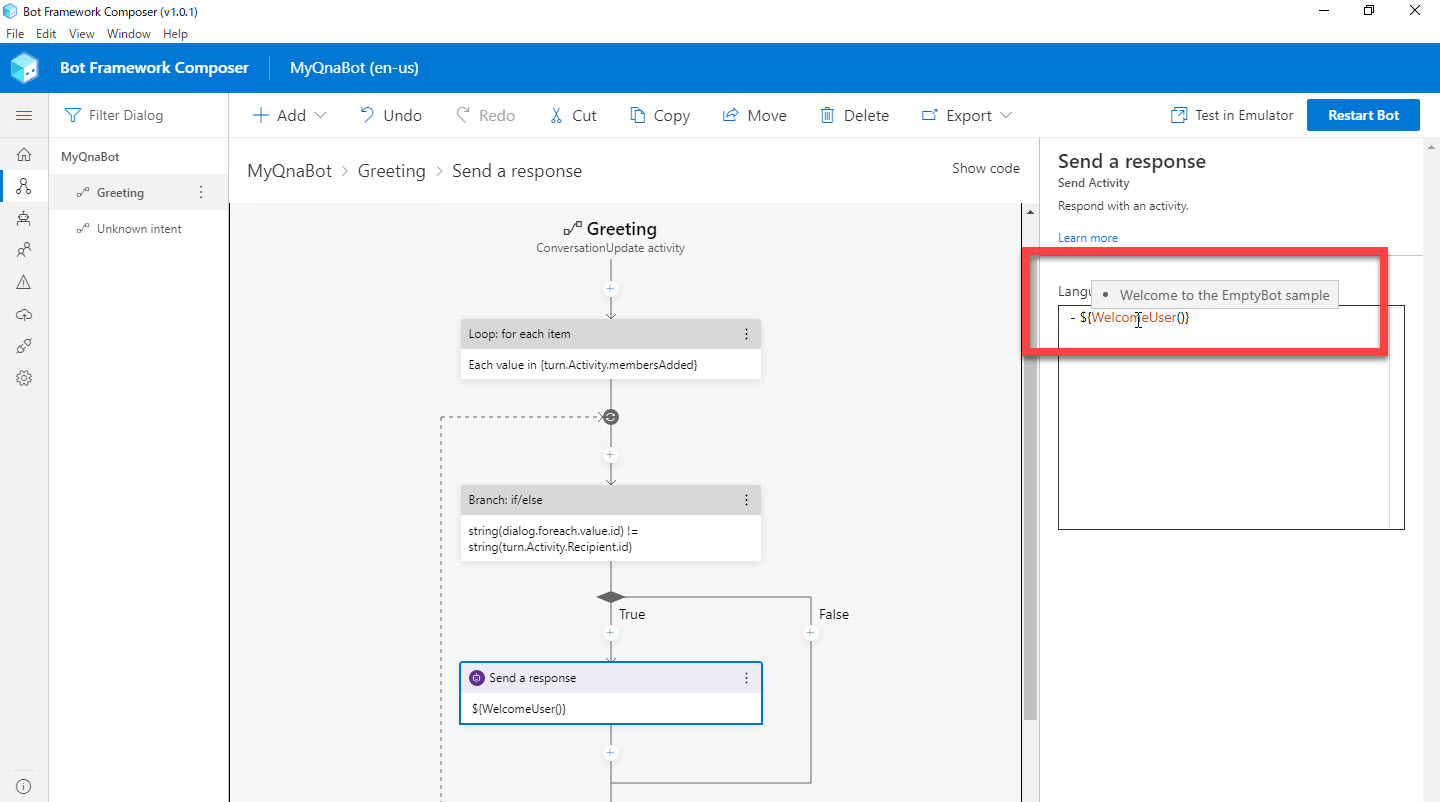 Bot Framework Composer (v1.0.1)
File Edit View Window Help
Bot Framework Composer MyQnaBot (en-us)
Filter Dialog
Add Undo Redo Cut Copy Move Delete Export Test in Emulator Restart Bot
MyQnaBot
Greeting
Unknown intent
MyQnaBot > Greeting > Send a response
Show code
Greeting
ConversationUpdate activity
Loop: for each item
Each value in {turn.Activity.membersAdded}
Branch: if/else
string(dialog.foreach.value.id) !=
string(turn.Activity.Recipient.id)
True
False
Send a response
${WelcomeUser()}
Send a response
Send Activity
Respond with an activity.
Learn more
• Welcome to the EmptyBot sample
- ${WelcomeUser()}